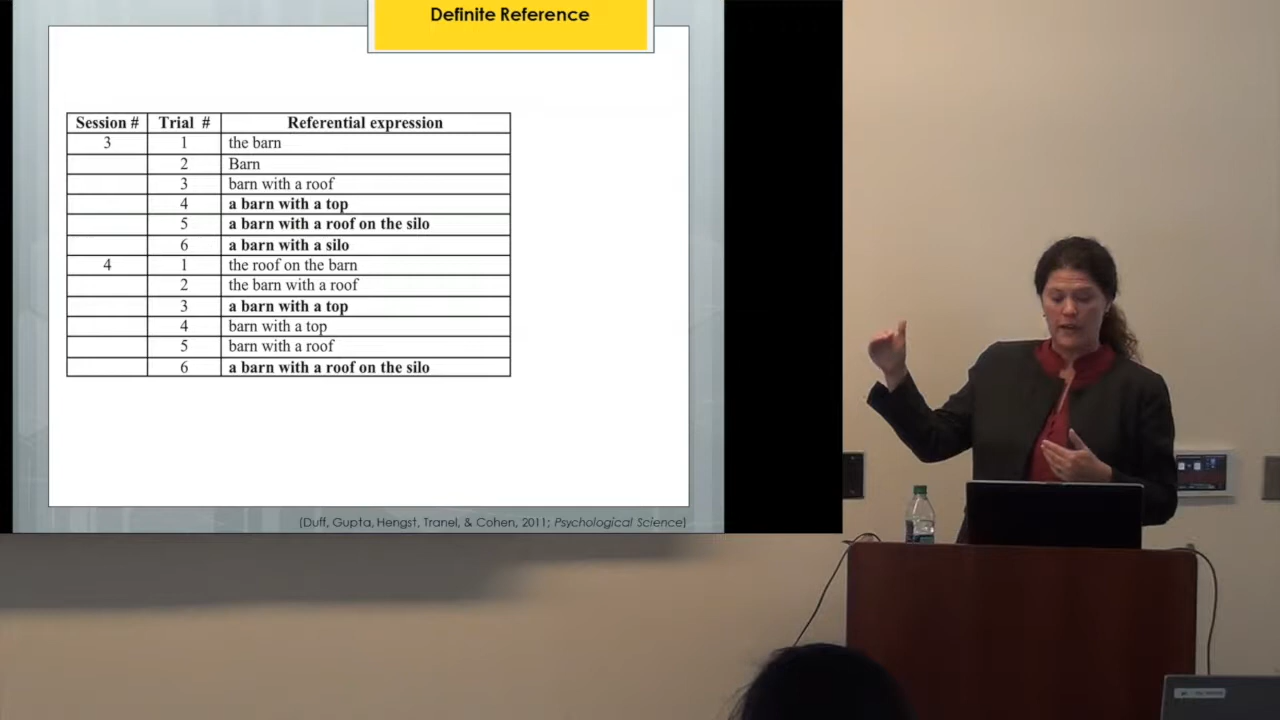 Definite Reference
Session # Trial # Referential expression
3 1 the barn
2 Barn
3 barn with a roof
4 a barn with a top
5 a barn with a roof on the silo
6 a barn with a silo
4 1 the roof on the barn
2 the barn with a roof
3 a barn with a top
4 barn with a top
5 barn with a roof
6 a barn with a roof on the silo
(Duff, Gupta, Hengst, Tranel, & Cohen, 2011; Psychological Science)